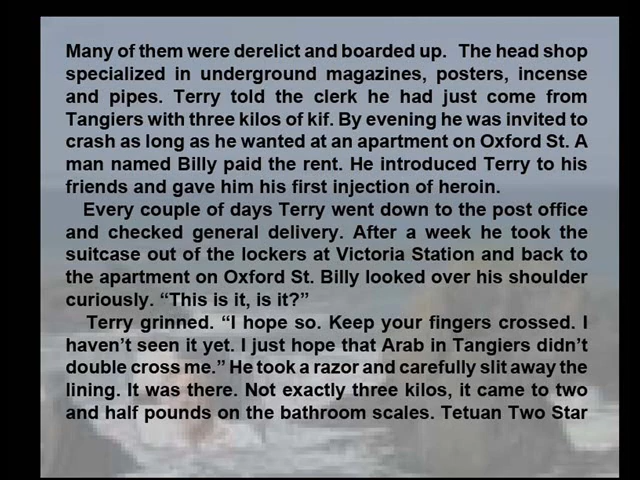 Many of them were derelict and boarded up.  The head shop
specialized in underground magazines, posters, incense
and pipes. Terry told the clerk he had just come from
Tangiers with three kilos of kif. By evening he was invited to
crash as long as he wanted at an apartment on Oxford St. A
man named Billy paid the rent. He introduced Terry to his
friends and gave him his first injection of heroin.
Every couple of days Terry went down to the post office
and checked general delivery. After a week he took the
suitcase out of the lockers at Victoria Station and back to
the apartment on Oxford St. Billy looked over his shoulder
curiously. “This is it, is it?”
Terry grinned. “I hope so. Keep your fingers crossed. I
haven’t seen it yet. I just hope that Arab in Tangiers didn’t
double cross me.” He took a razor and carefully slit away the
lining. It was there. Not exactly three kilos, it came to two
and half pounds on the bathroom scales. Tetuan Two Star